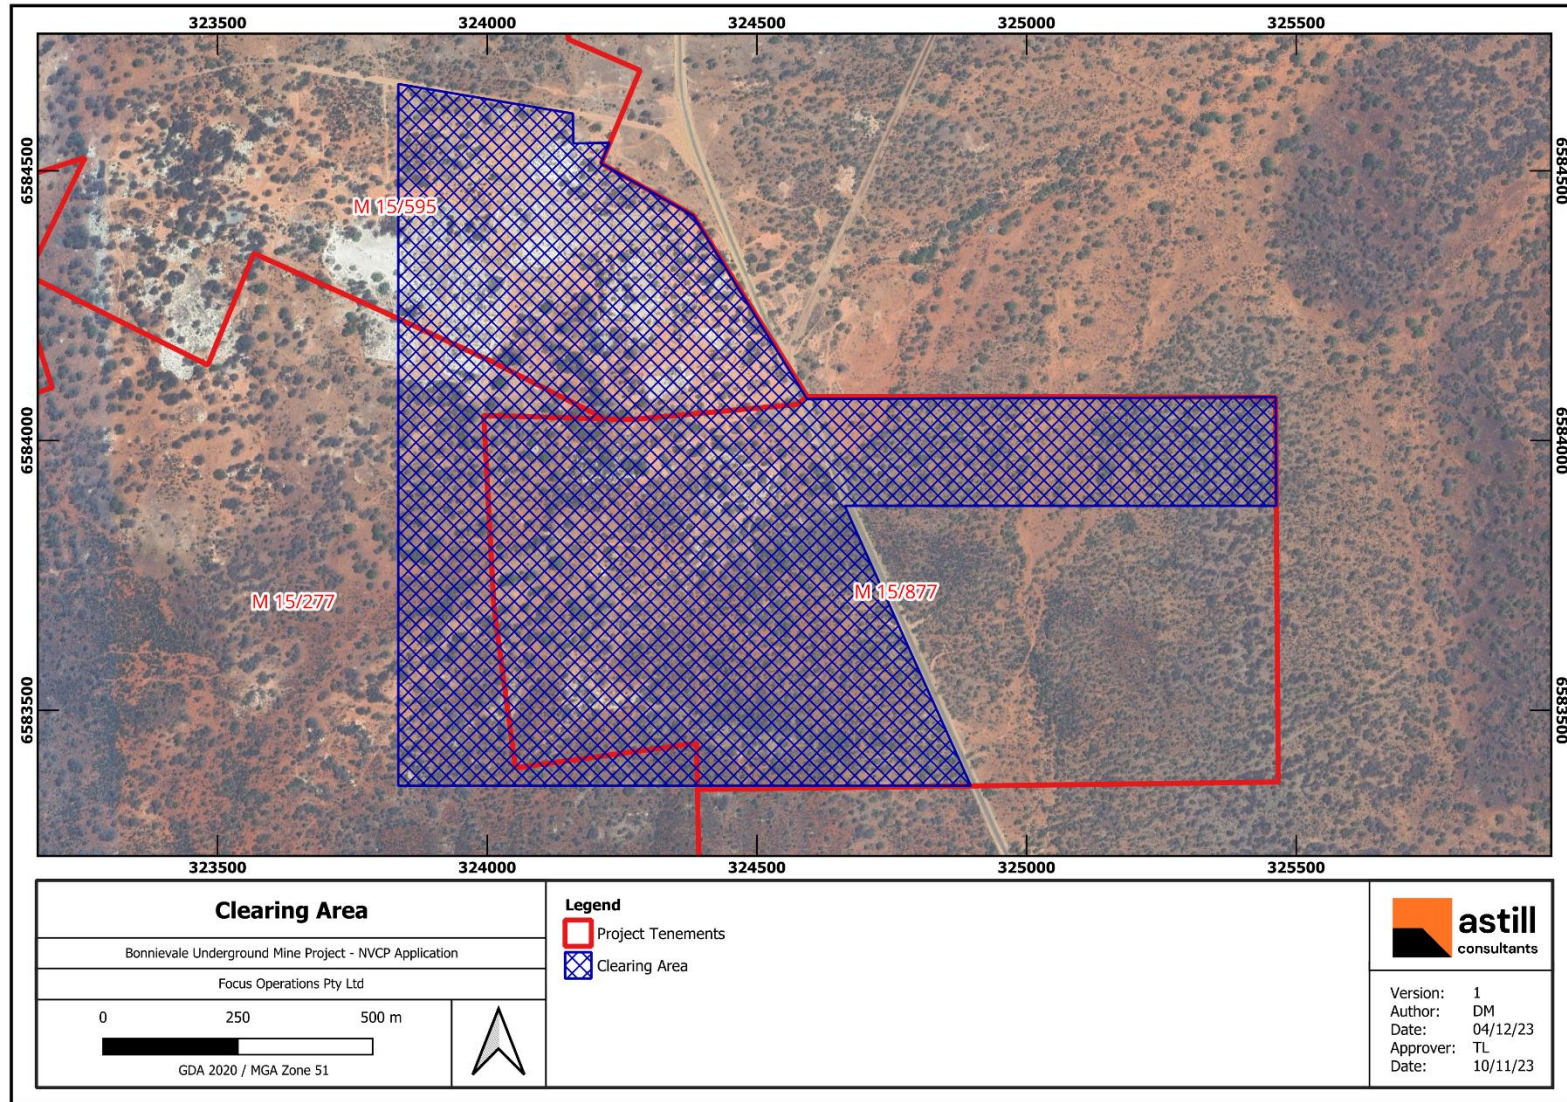 323500 324000 324500 325000 325500
6584500 6584500
M 15/595
6584000 6584000
M 15/877
M 15/277
6583500 6583500
323500 324000 324500 325000 325500
Clearing Area
Bonnievale Underground Mine Project - NVCP Application
Focus Operations Pty Ltd
0 250 500 m
GDA 2020 / MGA Zone 51
Legend
Project Tenements
Clearing Area
astill
consultants
Version: 1
Author: DM
Date: 04/12/23
Approver: TL
Date: 10/11/23